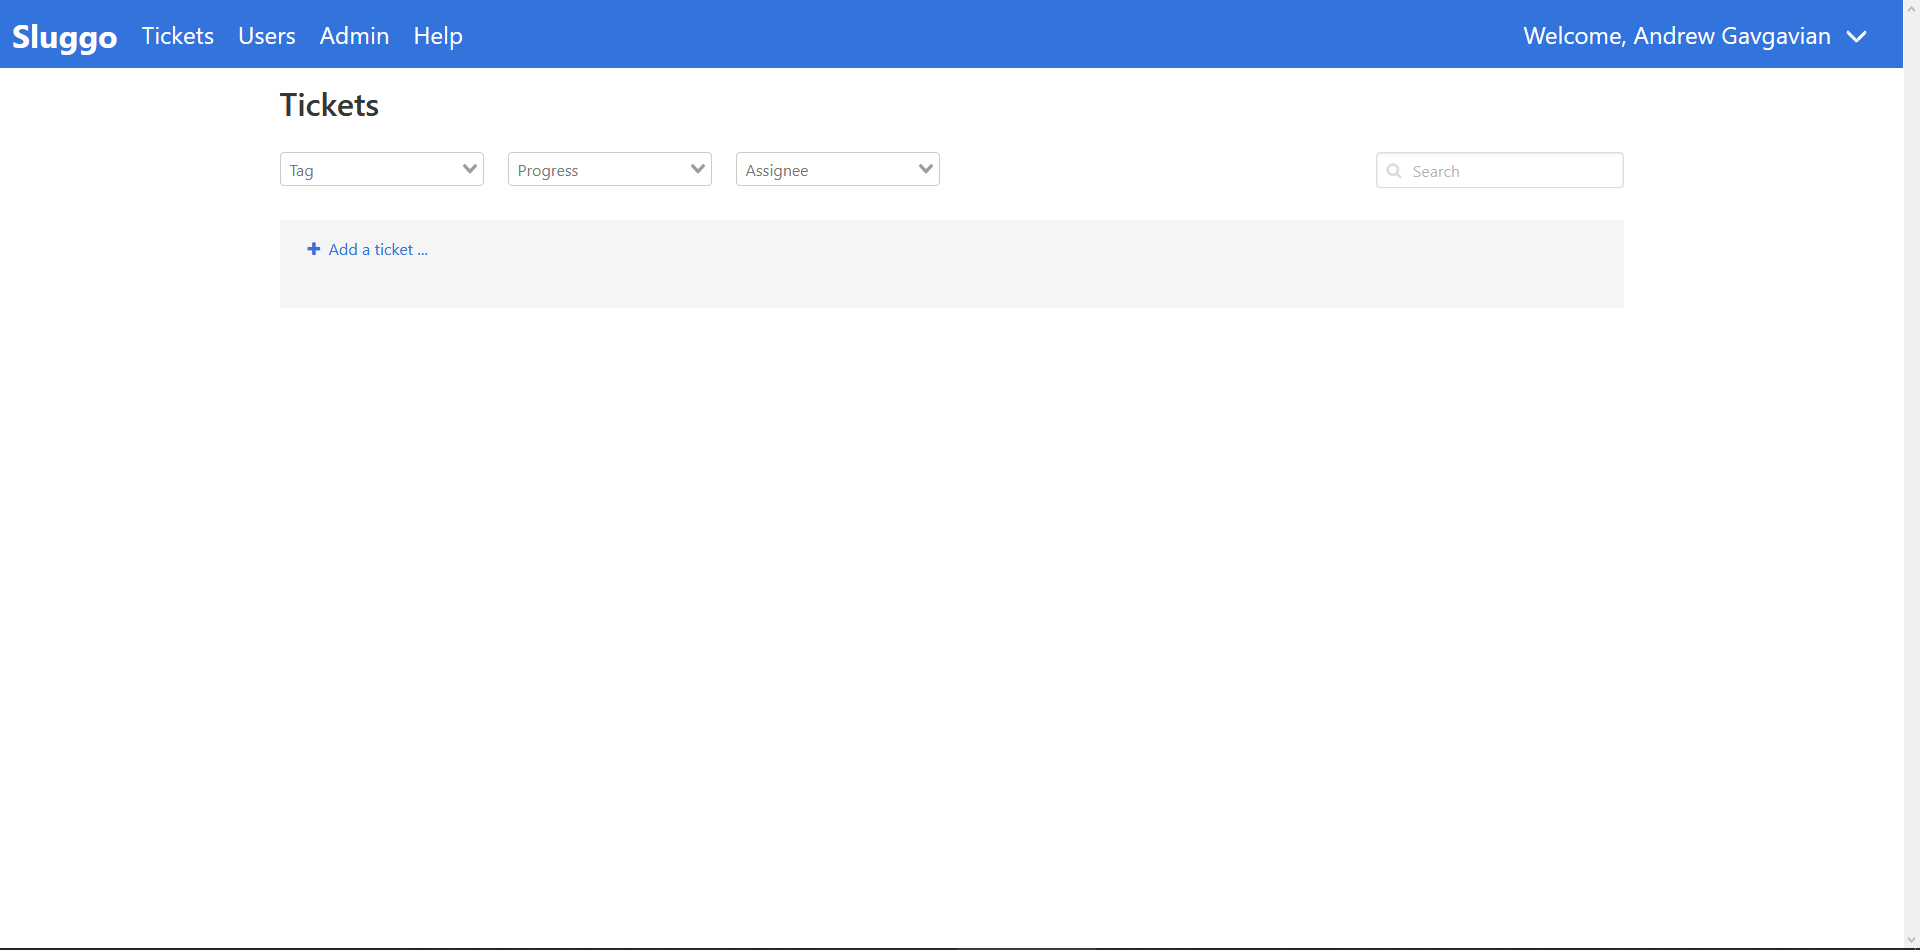 Sluggo Tickets Users Admin Help Welcome, Andrew Gavgavian
Tickets
Tag Progress Assignee Search
Add a ticket ...